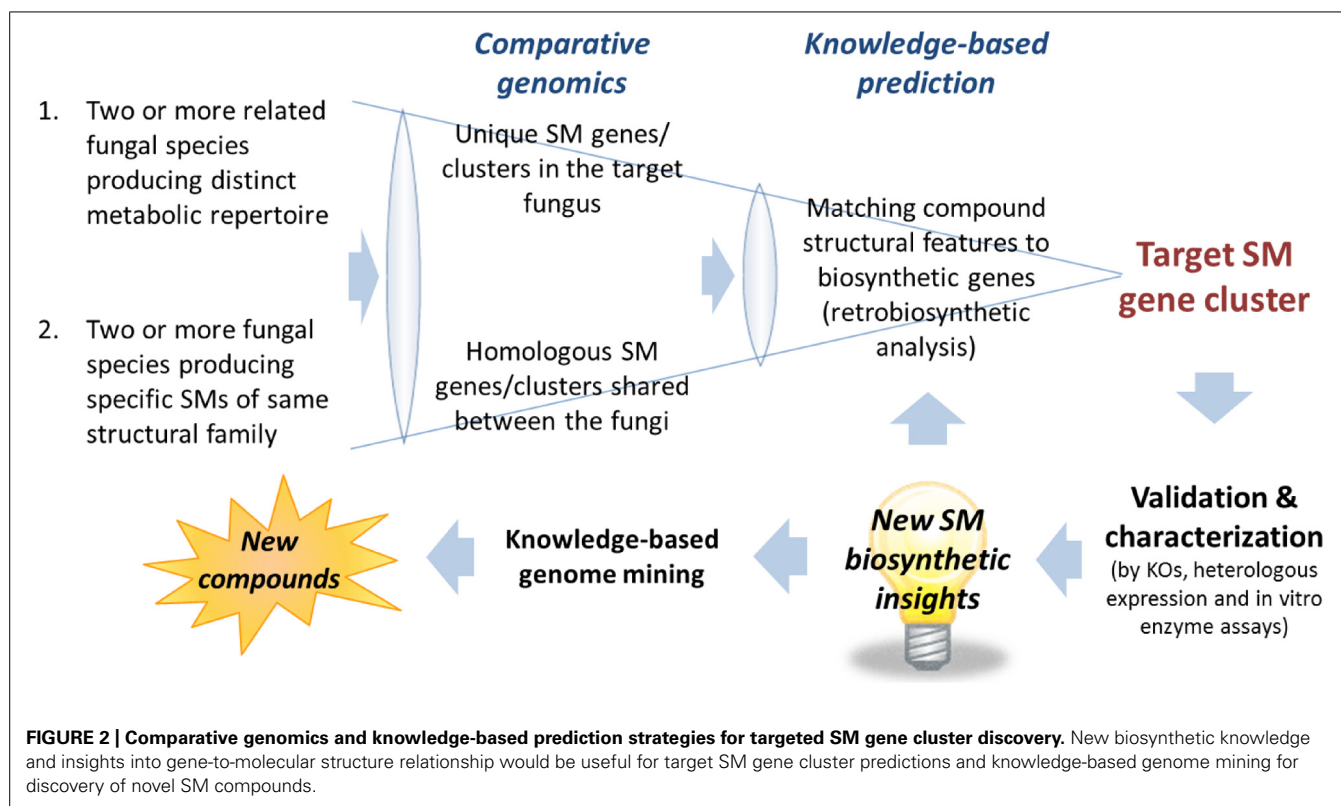 Comparative
genomics
Knowledge-based
prediction
1. Two or more related
fungal species
producing distinct
metabolic repertoire
2. Two or more fungal
species producing
specific SMs of same
structural family
Unique SM genes/
clusters in the target
fungus
Homologous SM
genes/clusters shared
between the fungi
Matching compound
structural features to
biosynthetic genes
(retrobiosynthetic
analysis)
Target SM
gene cluster
Validation &
characterization
(by KOs, heterologous
expression and in vitro
enzyme assays)
New SM
biosynthetic
insights
Knowledge-based
genome mining
New
compounds
FIGURE 2 | Comparative genomics and knowledge-based prediction strategies for targeted SM gene cluster discovery. New biosynthetic knowledge
and insights into gene-to-molecular structure relationship would be useful for target SM gene cluster predictions and knowledge-based genome mining for
discovery of novel SM compounds.